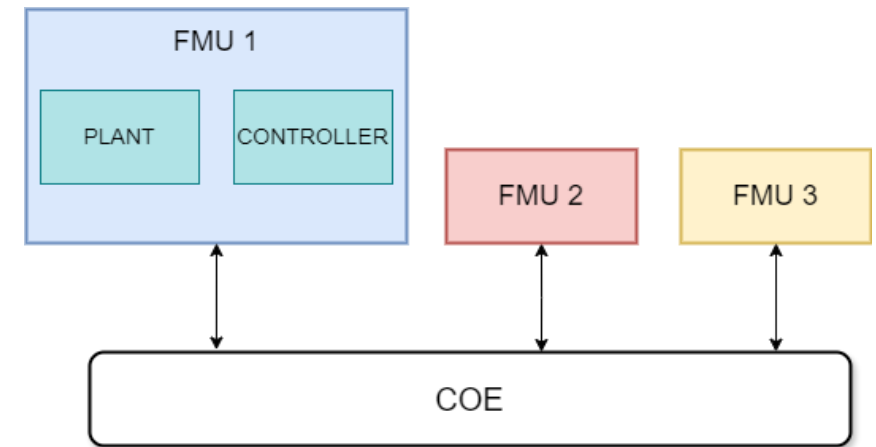 FMU 1
PLANT
CONTROLLER
FMU 2
FMU 3
COE